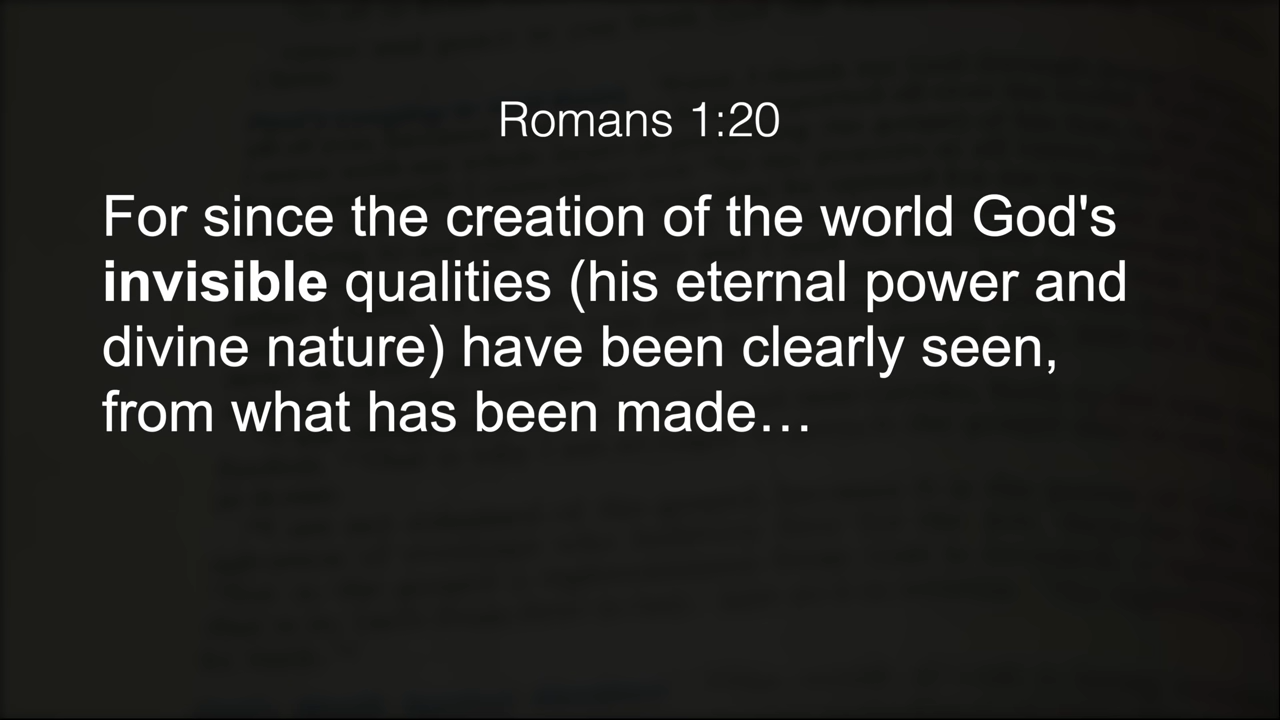 Romans 1:20
For since the creation of the world God's
invisible qualities (his eternal power and
divine nature) have been clearly seen,
from what has been made…